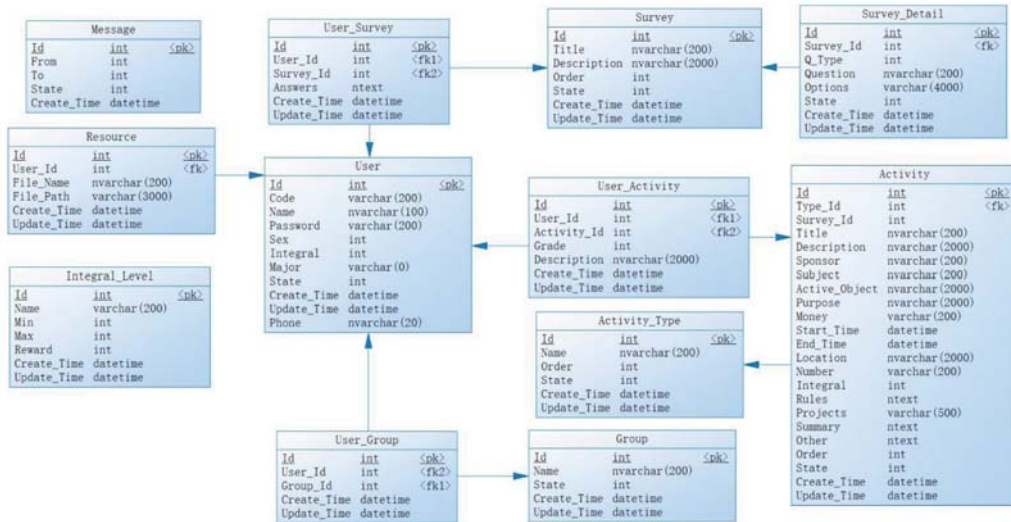 Message
Id int <pk>
From int
To int
State int
Create_Time datetime
User_Survey
Id int <pk>
User_Id int <fk1>
Survey_Id int <fk2>
Answers ntext
Create_Time datetime
Update_Time datetime
Survey
Id int <pk>
Title nvarchar(200)
Description nvarchar(2000)
Order int
State int
Create_Time datetime
Update_Time datetime
Survey_Detail
Id int <pk>
Survey_Id int <fk>
Q_Type int
Question nvarchar(200)
Options varchar(4000)
State int
Create_Time datetime
Update_Time datetime
Resource
Id int <pk>
User_Id int <fk>
File_Name nvarchar(200)
File_Path varchar(3000)
Create_Time datetime
Update_Time datetime
User
Id int <pk>
Code varchar(200)
Name nvarchar(100)
Password varchar(200)
Sex int
Integral int
Major varchar(0)
State int
Create_Time datetime
Update_Time datetime
Phone nvarchar(20)
User_Activity
Id int <pk>
User_Id int <fk1>
Activity_Id int <fk2>
Grade int
Description nvarchar(2000)
Create_Time datetime
Update_Time datetime
Activity
Id int <pk>
Type_Id int <fk>
Survey_Id int
Title nvarchar(200)
Description nvarchar(2000)
Sponsor nvarchar(200)
Subject nvarchar(200)
Active_Object nvarchar(2000)
Purpose nvarchar(2000)
Money varchar(200)
Start_Time datetime
End_Time datetime
Location nvarchar(2000)
Number varchar(200)
Integral int
Rules ntext
Projects varchar(500)
Summary ntext
Other ntext
Order int
State int
Create_Time datetime
Update_Time datetime
Integral_Level
Id int <pk>
Name varchar(200)
Min int
Max int
Reward int
Create_Time datetime
Update_Time datetime
Activity_Type
Id int <pk>
Name nvarchar(200)
Order int
State int
Create_Time datetime
Update_Time datetime
User_Group
Id int <pk>
User_Id int <fk2>
Group_Id int <fk1>
Create_Time datetime
Update_Time datetime
Group
Id int <pk>
Name nvarchar(200)
State int
Create_Time datetime
Update_Time datetime